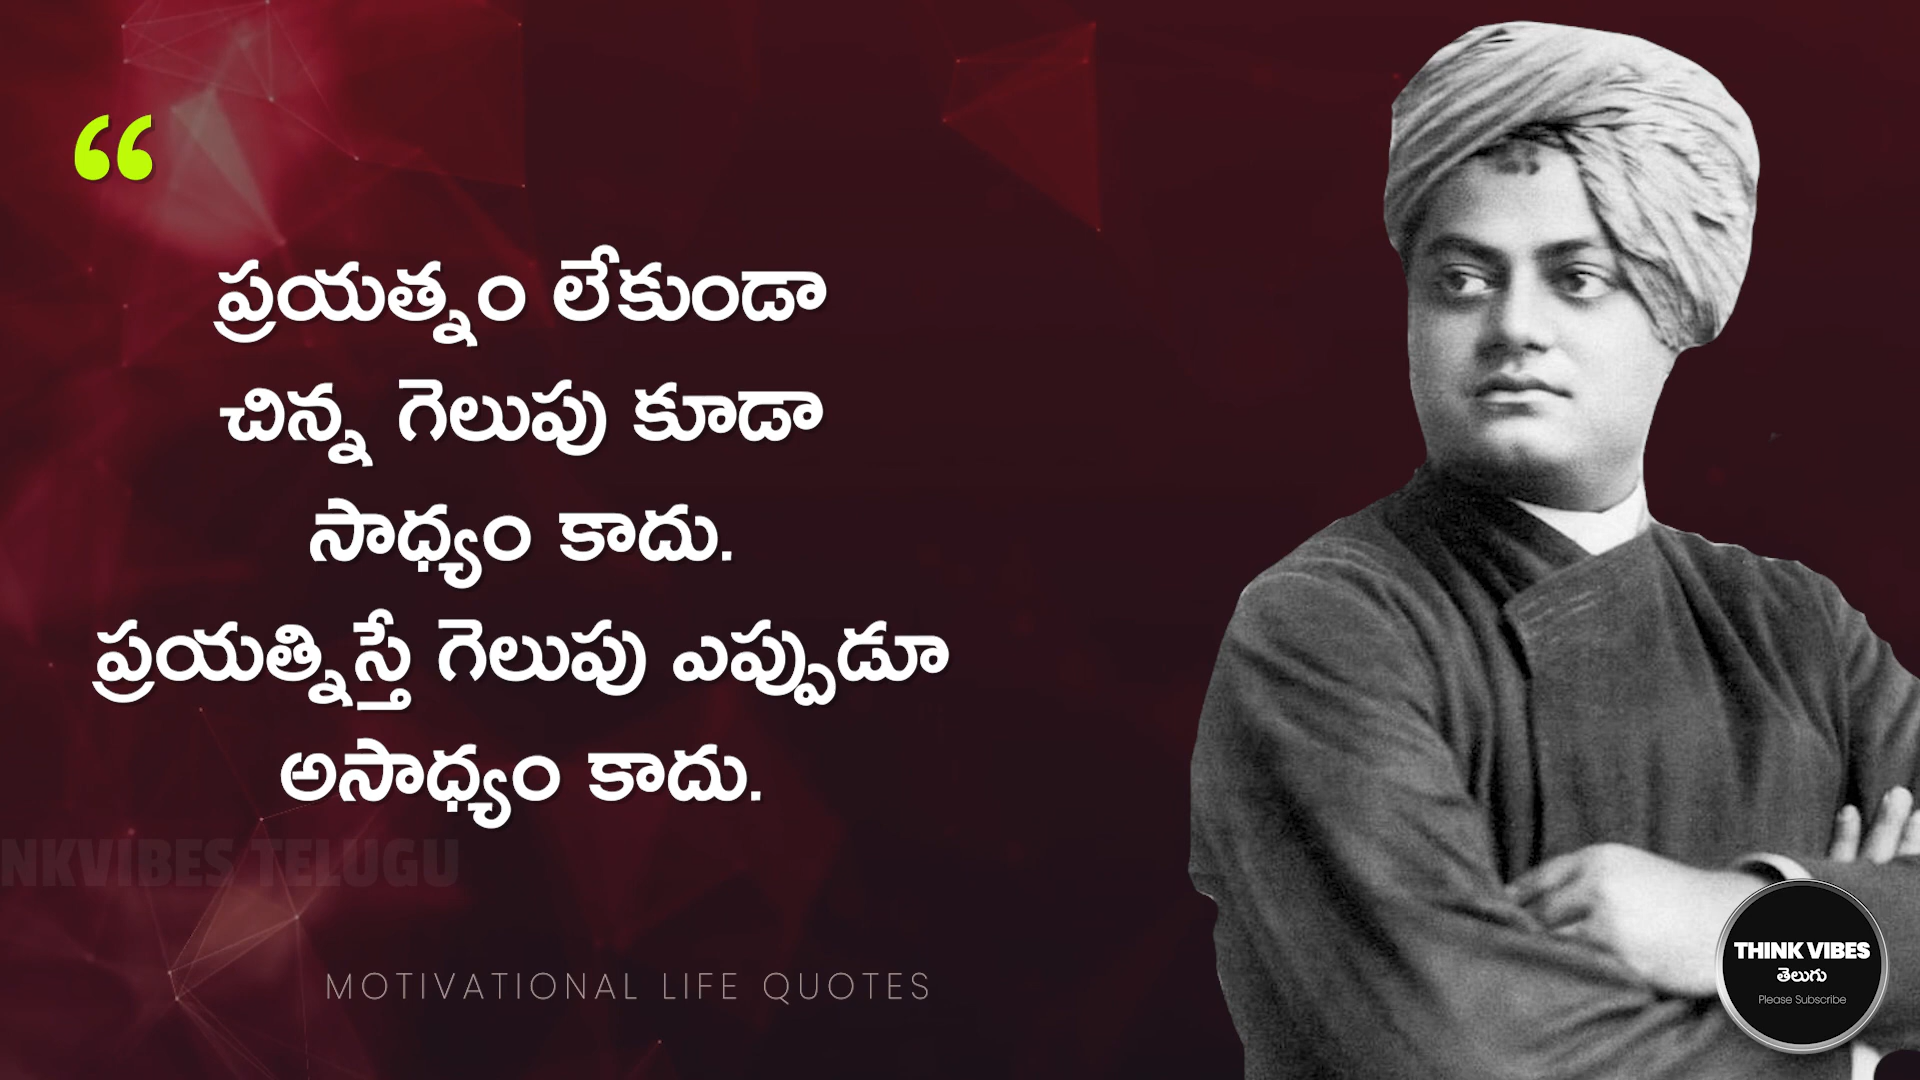 “
ప్రయత్నం లేకుండా
చిన్న గెలుపు కూడా
సాధ్యం కాదు.
ప్రయత్నిస్తే గెలుపు ఎప్పుడూ
అసాధ్యం కాదు.
NKVIBES TELUGU
MOTIVATIONAL LIFE QUOTES
THINK VIBES
తెలుగు
Please Subscribe